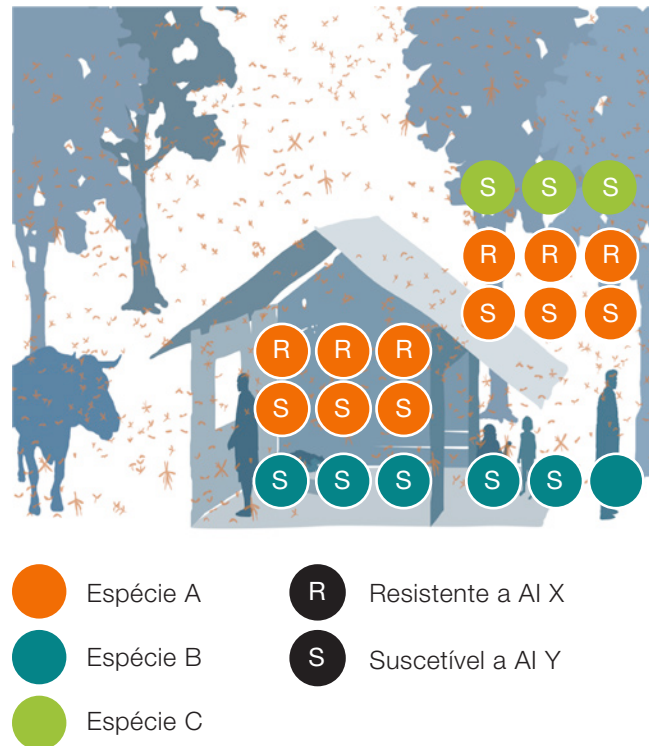 S S S
R R R
S S S
R R R
S S S
S S S
S S
Espécie A
R Resistente a AI X
Espécie B
S Suscetível a AI Y
Espécie C